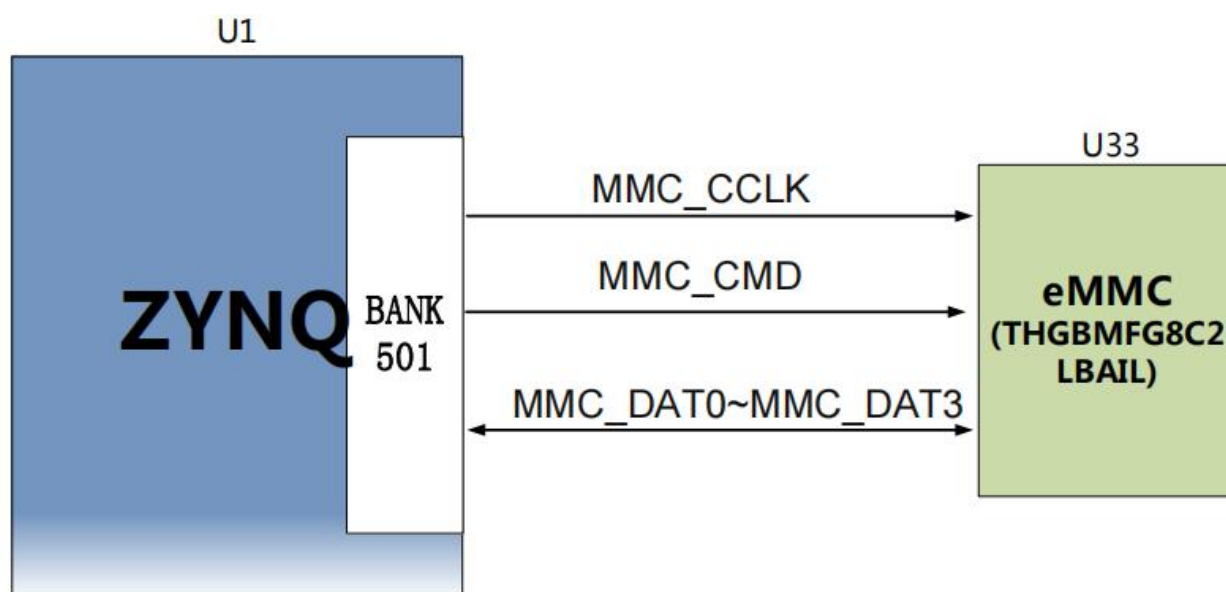 U1
U33
MMC_CCLK
MMC_CMD
ZYNQ
BANK
501
eMMC
(THGBMFG8C2
LBAIL)
MMC_DAT0~MMC_DAT3